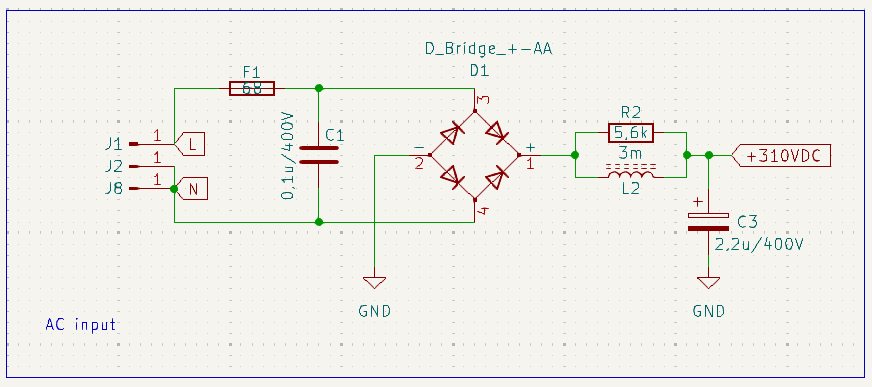 D_Bridge_+-AA
D1
F1
68
3
0,1u/400V
C1
R2
5,6k
3m
L2
J1
1
L
J2
1
J8
1
N
-
2
+
1
4
+310VDC
+
C3
2,2u/400V
GND
GND
AC input